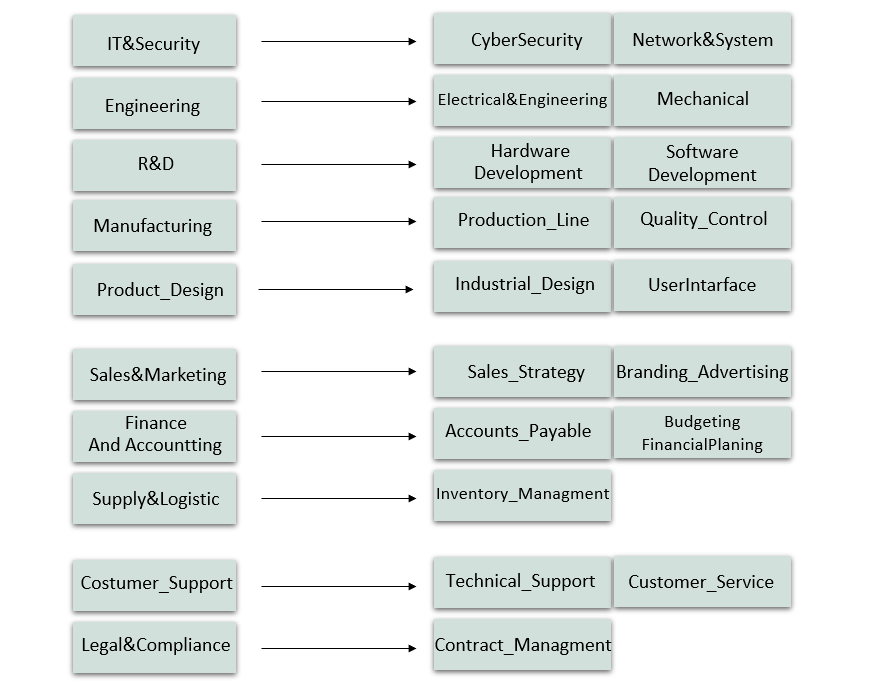 IT&Security
CyberSecurity
Network&System
Engineering
Electrical&Engineering
Mechanical
R&D
Hardware
Development
Software
Development
Manufacturing
Production_Line
Quality_Control
Product_Design
Industrial_Design
UserIntarface
Sales&Marketing
Sales_Strategy
Branding_Advertising
Finance
And Accountting
Accounts_Payable
Budgeting
FinancialPlaning
Supply&Logistic
Inventory_Managment
Costumer_Support
Technical_Support
Customer_Service
Legal&Compliance
Contract_Managment